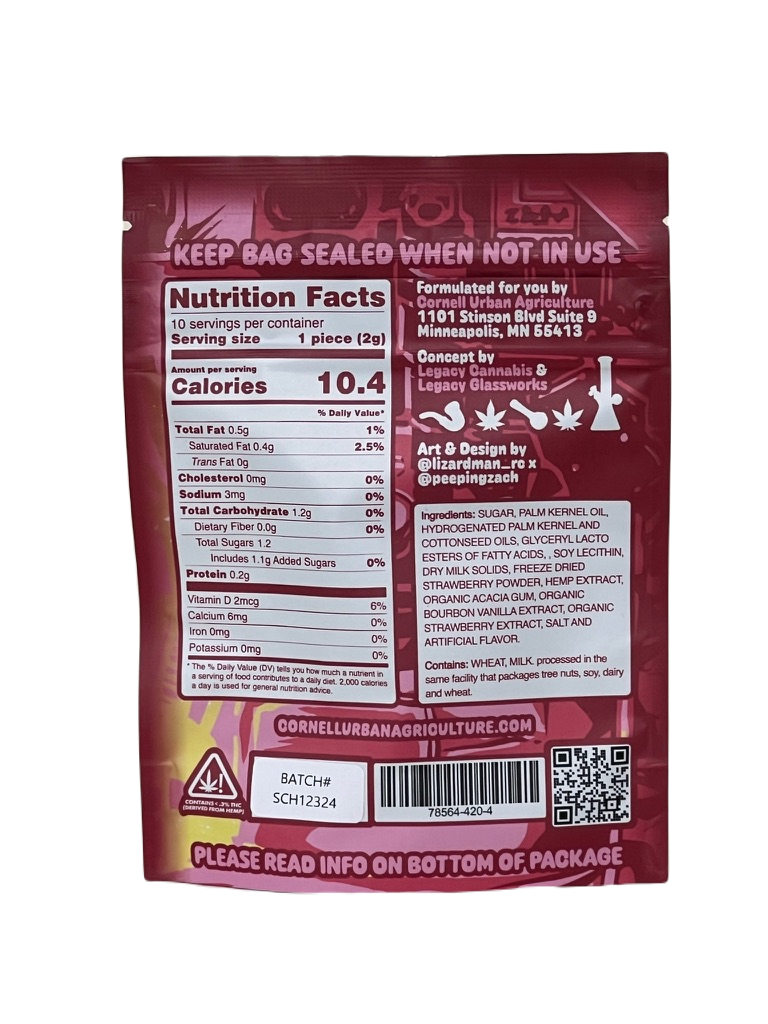 KEEP BAG SEALED WHEN NOT IN USE
Nutrition Facts
10 servings per container
Serving size 1 piece (2g)
Amount per serving
Calories 10.4
% Daily Value*
Total Fat 0.5g 1%
Saturated Fat 0.4g 2.5%
Trans Fat 0g
Cholesterol 0mg 0%
Sodium 3mg 0%
Total Carbohydrate 1.2g 0%
Dietary Fiber 0.0g 0%
Total Sugars 1.2
Includes 1.1g Added Sugars 0%
Protein 0.2g
Vitamin D 2mcg 6%
Calcium 6mg 0%
Iron 0mg 0%
Potassium 0mg 0%
* The % Daily Value (DV) tells you how much a nutrient in
a serving of food contributes to a daily diet. 2,000 calories
a day is used for general nutrition advice.
Formulated for you by
Cornell Urban Agriculture
1101 Stinson Blvd Suite 9
Minneapolis, MN 55413
Concept by
Legacy Cannabis &
Legacy Glassworks
Art & Design by
@lizardman_rc x
@peepingzach
Ingredients: SUGAR, PALM KERNEL OIL,
HYDROGENATED PALM KERNEL AND
COTTONSEED OILS, GLYCERYL LACTO
ESTERS OF FATTY ACIDS, , SOY LECITHIN,
DRY MILK SOLIDS, FREEZE DRIED
STRAWBERRY POWDER, HEMP EXTRACT,
ORGANIC ACACIA GUM, ORGANIC
BOURBON VANILLA EXTRACT, ORGANIC
STRAWBERRY EXTRACT, SALT AND
ARTIFICIAL FLAVOR.
Contains: WHEAT, MILK. processed in the
same facility that packages tree nuts, soy, dairy
and wheat.
CORNELLURBANAGRICULTURE.COM
CONTAINS < .3% THC
(DERIVED FROM HEMP)
BATCH#
SCH12324
78564-420-4
PLEASE READ INFO ON BOTTOM OF PACKAGE